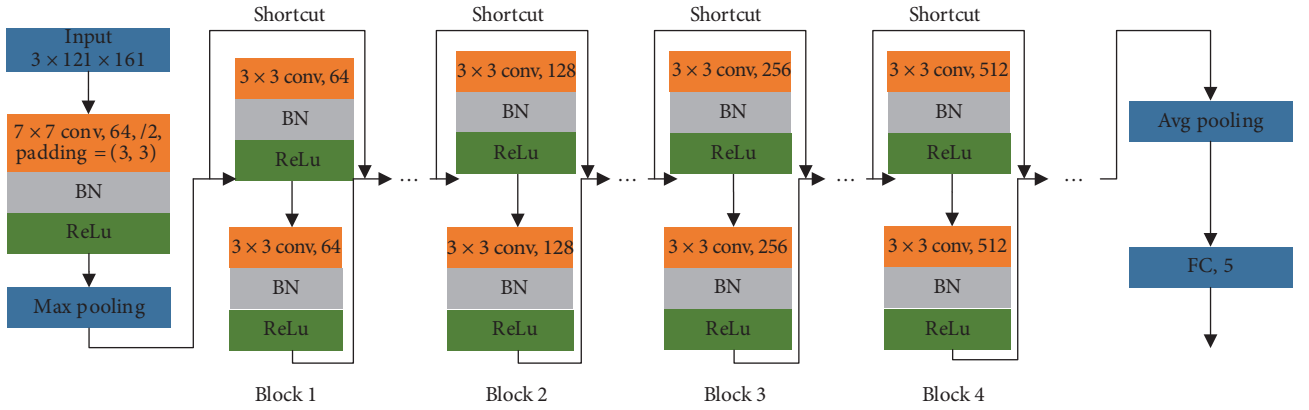 Input
3 × 121 × 161
7 × 7 conv, 64, /2,
padding = (3, 3)
BN
ReLu
Max pooling
Shortcut
3 × 3 conv, 64
BN
ReLu
3 × 3 conv, 64
BN
ReLu
Block 1
...
Shortcut
3 × 3 conv, 128
BN
ReLu
3 × 3 conv, 128
BN
ReLu
Block 2
...
Shortcut
3 × 3 conv, 256
BN
ReLu
3 × 3 conv, 256
BN
ReLu
Block 3
...
Shortcut
3 × 3 conv, 512
BN
ReLu
3 × 3 conv, 512
BN
ReLu
Block 4
...
Avg pooling
FC, 5